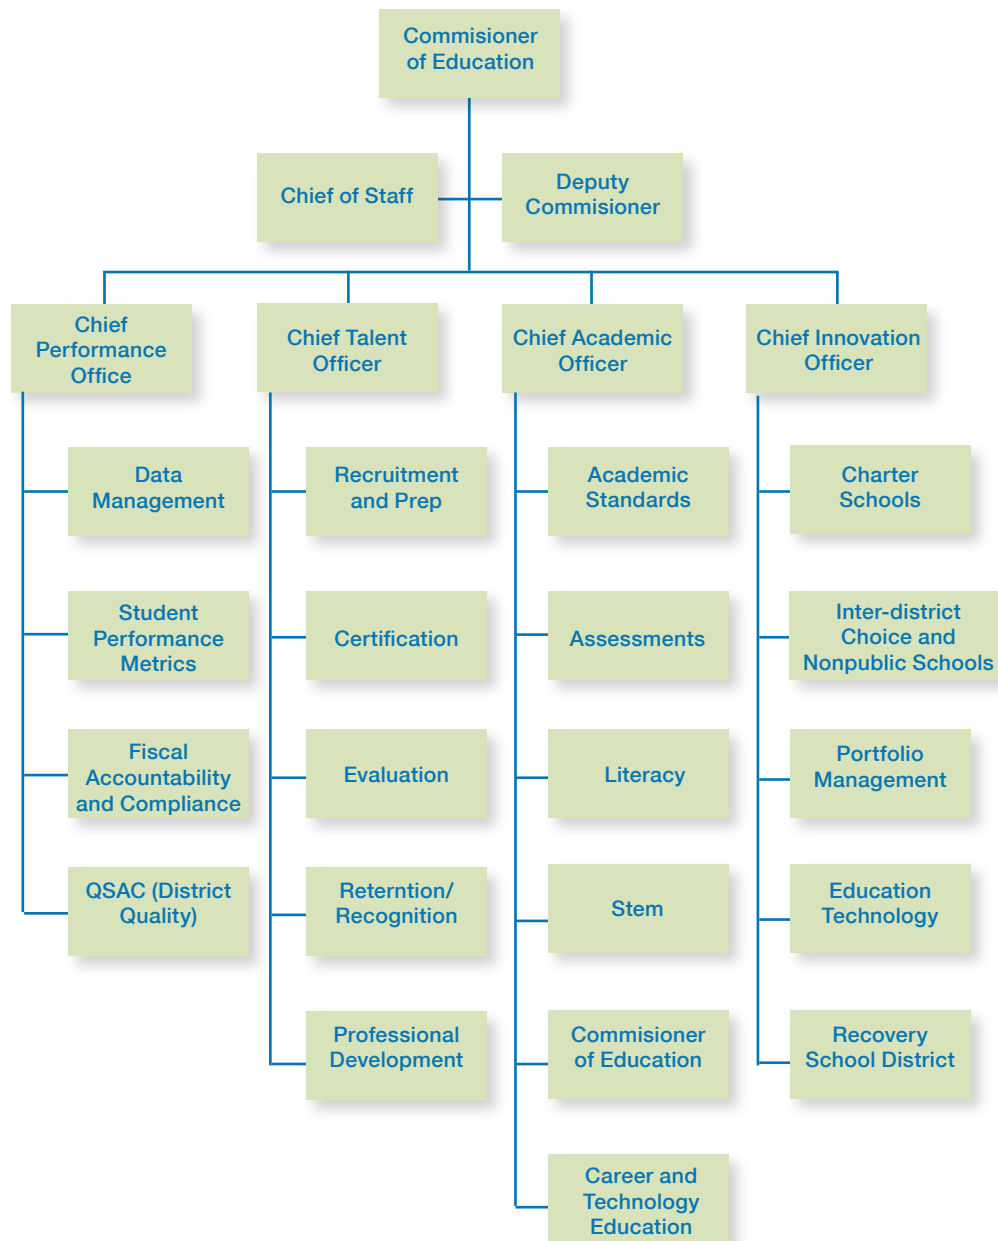 Commisioner
of Education
Chief of Staff
Deputy
Commisioner
Chief
Performance
Office
Chief Talent
Officer
Chief Academic
Officer
Chief Innovation
Officer
Data
Management
Student
Performance
Metrics
Fiscal
Accountability
and Compliance
QSAC (District
Quality)
Recruitment
and Prep
Certification
Evaluation
Reterntion/
Recognition
Professional
Development
Academic
Standards
Assessments
Literacy
Stem
Commisioner
of Education
Career and
Technology
Education
Charter
Schools
Inter-district
Choice and
Nonpublic Schools
Portfolio
Management
Education
Technology
Recovery
School District